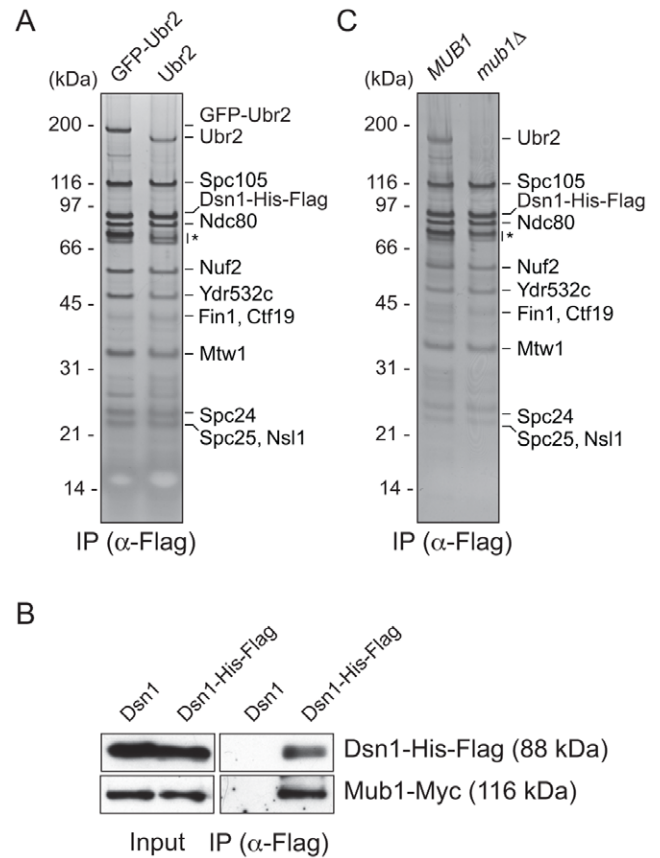 A
(kDa)
GFP-Ubr2
Ubr2
200 -
116 -
97 -
66 -
45 -
31 -
21 -
14 -
GFP-Ubr2
Ubr2
Spc105
Dsn1-His-Flag
Ndc80
*
Nuf2
Ydr532c
Fin1, Ctf19
Mtw1
Spc24
Spc25, Nsl1
IP (α-Flag)
C
(kDa)
MUB1
mub1Δ
200 -
116 -
97 -
66 -
45 -
31 -
21 -
14 -
Ubr2
Spc105
Dsn1-His-Flag
Ndc80
*
Nuf2
Ydr532c
Fin1, Ctf19
Mtw1
Spc24
Spc25, Nsl1
IP (α-Flag)
B
Dsn1
Dsn1-His-Flag
Dsn1
Dsn1-His-Flag
Dsn1-His-Flag (88 kDa)
Mub1-Myc (116 kDa)
Input
IP (α-Flag)